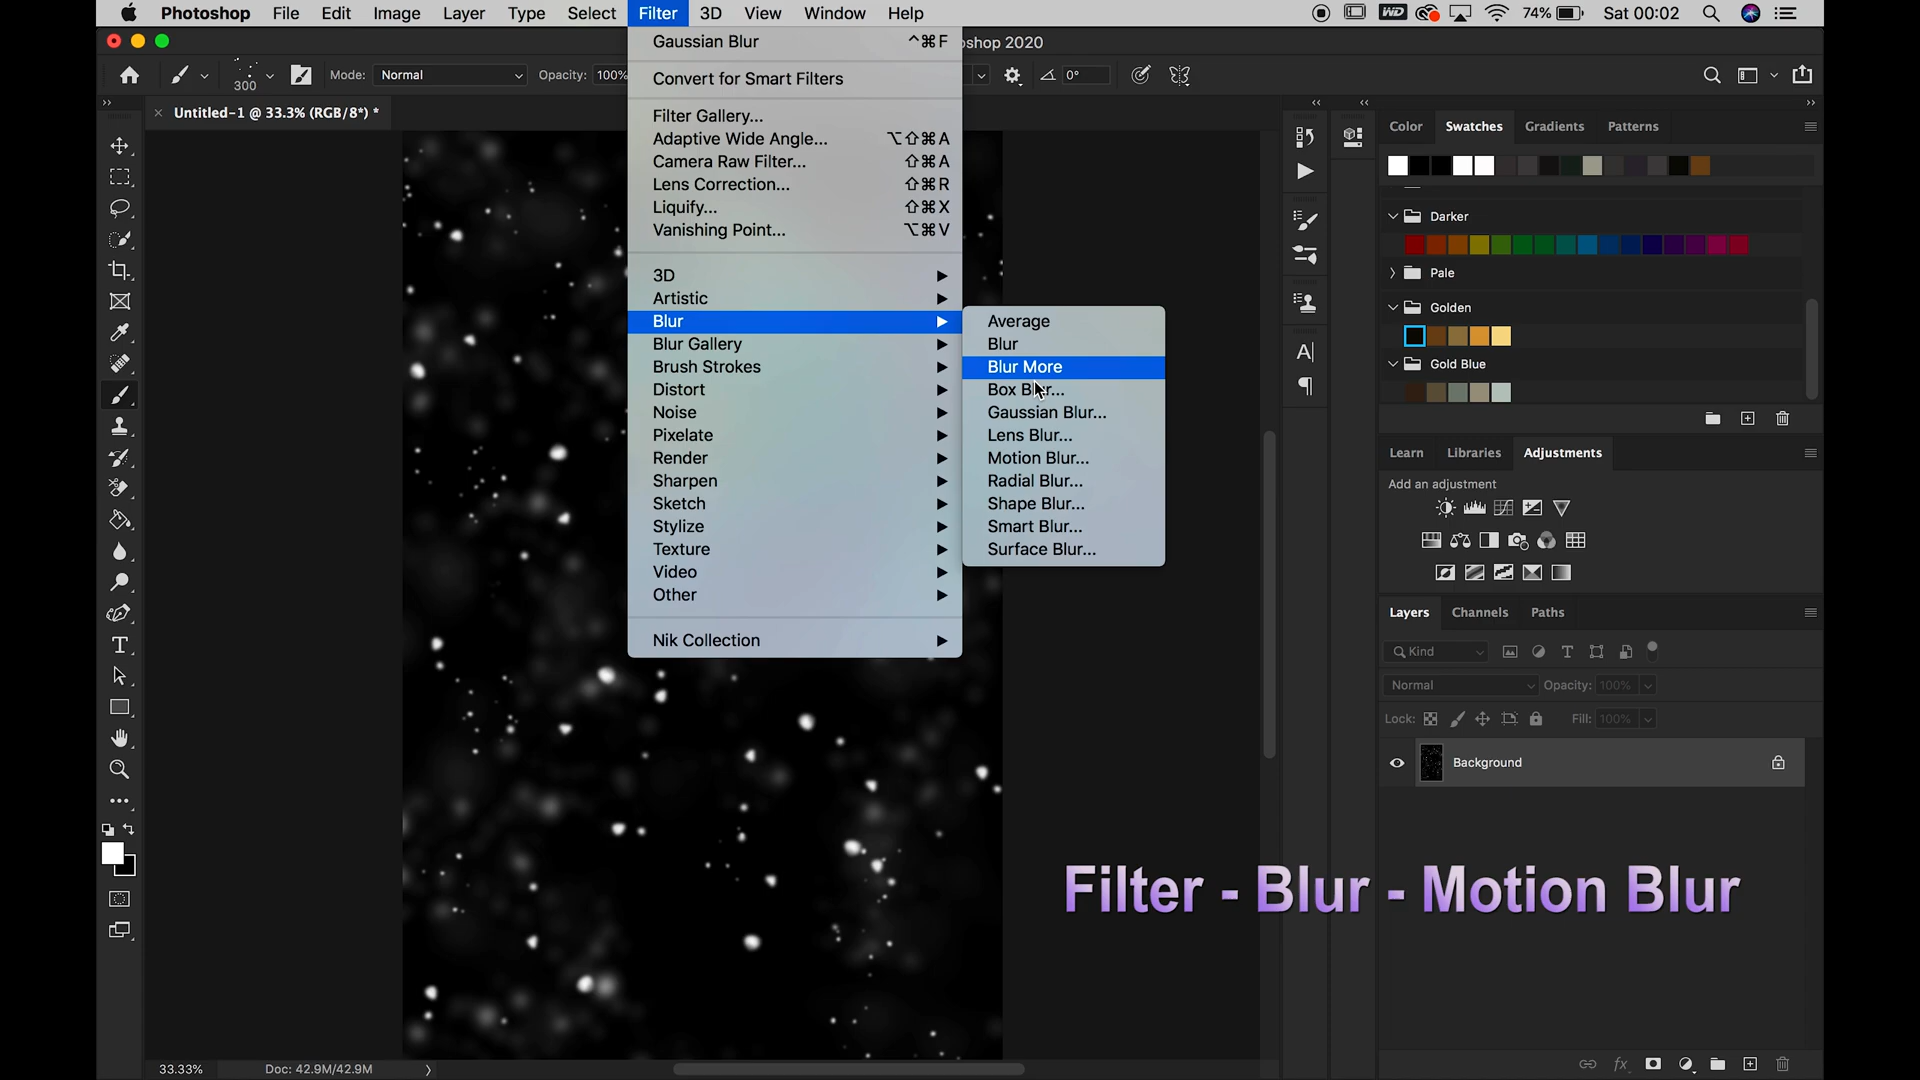 Photoshop File Edit Image Layer Type Select Filter 3D View Window Help 74% Sat 00:02
shop 2020
300 Mode: Normal Opacity: 100% 0°
Untitled-1 @ 33.3% (RGB/8*) *
Gaussian Blur ^⌘F
Convert for Smart Filters
Filter Gallery...
Adaptive Wide Angle... ⌥⇧⌘A
Camera Raw Filter... ⇧⌘A
Lens Correction... ⇧⌘R
Liquify... ⇧⌘X
Vanishing Point... ⌥⌘V
3D
Artistic
Blur
Blur Gallery
Brush Strokes
Distort
Noise
Pixelate
Render
Sharpen
Sketch
Stylize
Texture
Video
Other
Nik Collection
Average
Blur
Blur More
Box Blur...
Gaussian Blur...
Lens Blur...
Motion Blur...
Radial Blur...
Shape Blur...
Smart Blur...
Surface Blur...
Color Swatches Gradients Patterns
Darker
Pale
Golden
Gold Blue
Learn Libraries Adjustments
Add an adjustment
Layers Channels Paths
Kind
Normal Opacity: 100%
Lock: Fill: 100%
Background
Filter - Blur - Motion Blur
33.33% Doc: 42.9M/42.9M
fx